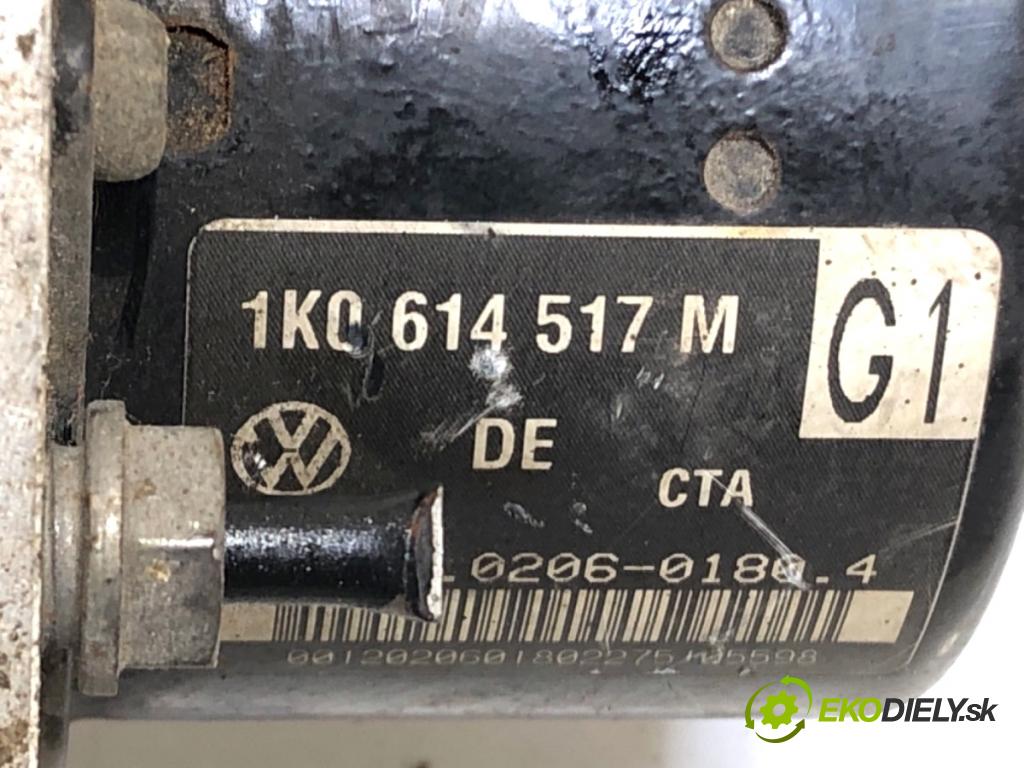 1K0 614 517 M
G1
DE
CTA
.0206-0180.4
EKODIELY.sk